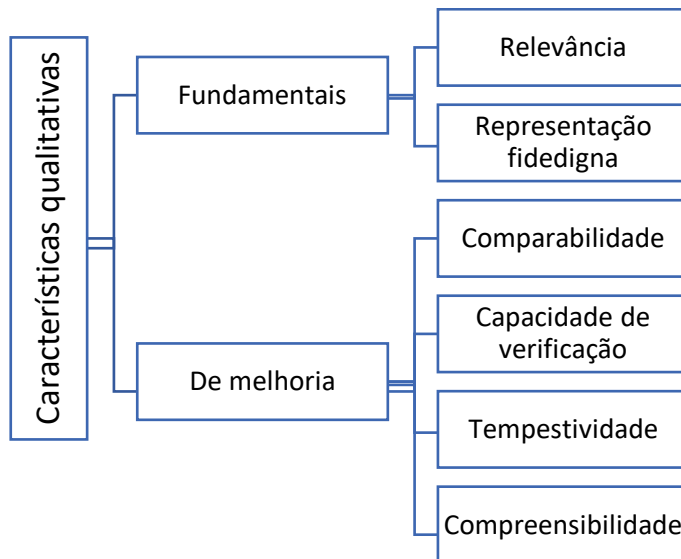 Características qualitativas
Fundamentais
Relevância
Representação
fidedigna
De melhoria
Comparabilidade
Capacidade de
verificação
Tempestividade
Compreensibilidade